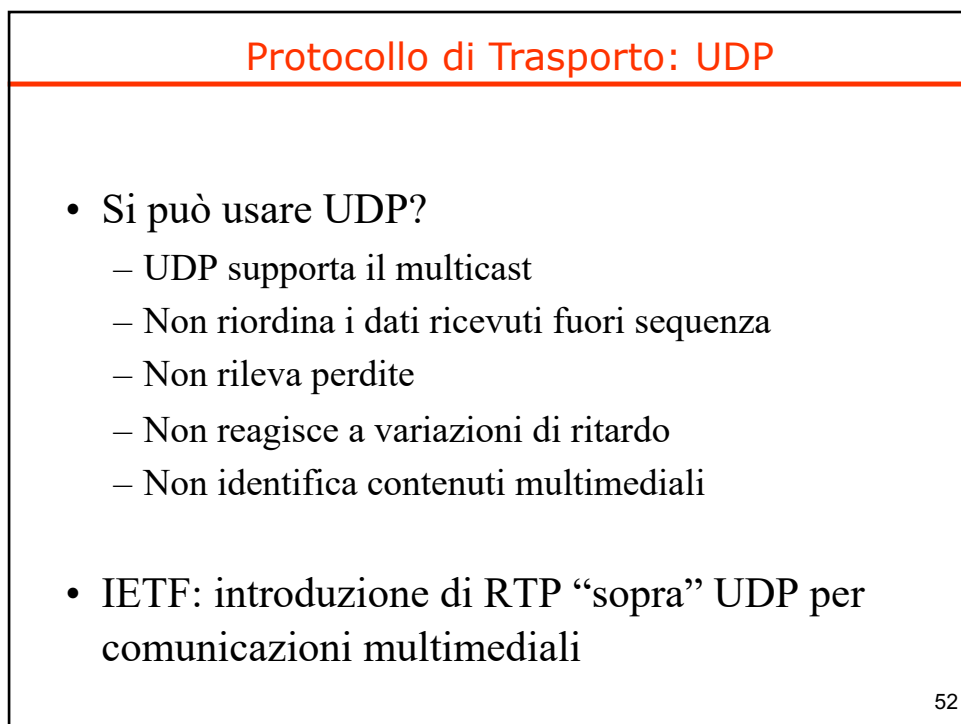 Protocollo di Trasporto: UDP
• Si può usare UDP?
– UDP supporta il multicast
– Non riordina i dati ricevuti fuori sequenza
– Non rileva perdite
– Non reagisce a variazioni di ritardo
– Non identifica contenuti multimediali
• IETF: introduzione di RTP “sopra” UDP per
comunicazioni multimediali
52